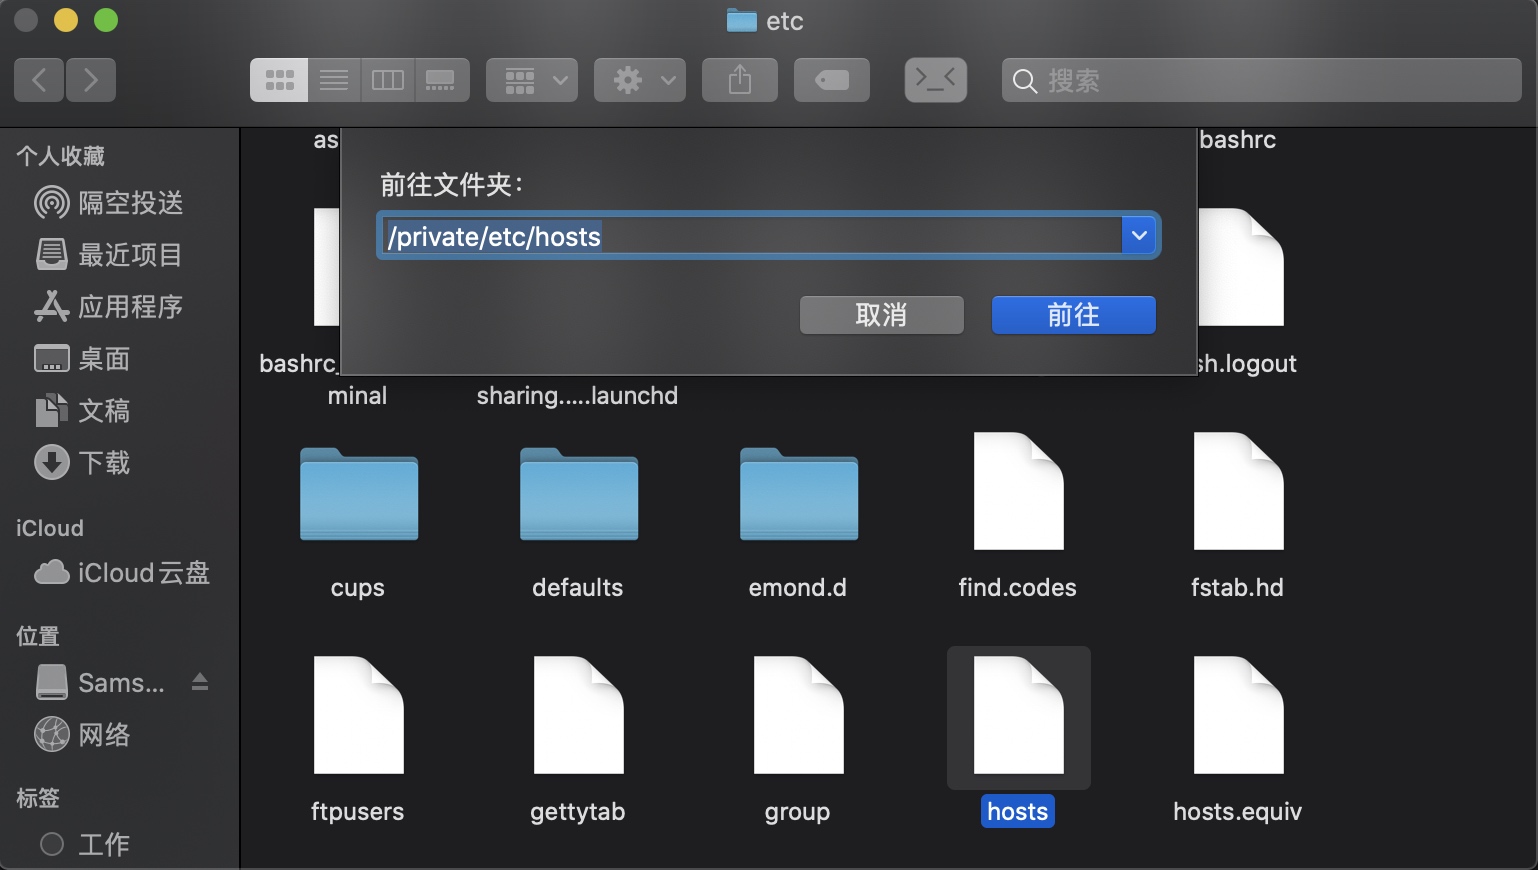 etc
搜索
个人收藏
隔空投送
最近项目
应用程序
桌面
文稿
下载
iCloud
iCloud云盘
位置
Sams...
网络
标签
工作
as
bashrc
前往文件夹：
/private/etc/hosts
取消
前往
bashrc_
minal
sharing.....launchd
sh.logout
cups
defaults
emond.d
find.codes
fstab.hd
ftpusers
gettytab
group
hosts
hosts.equiv